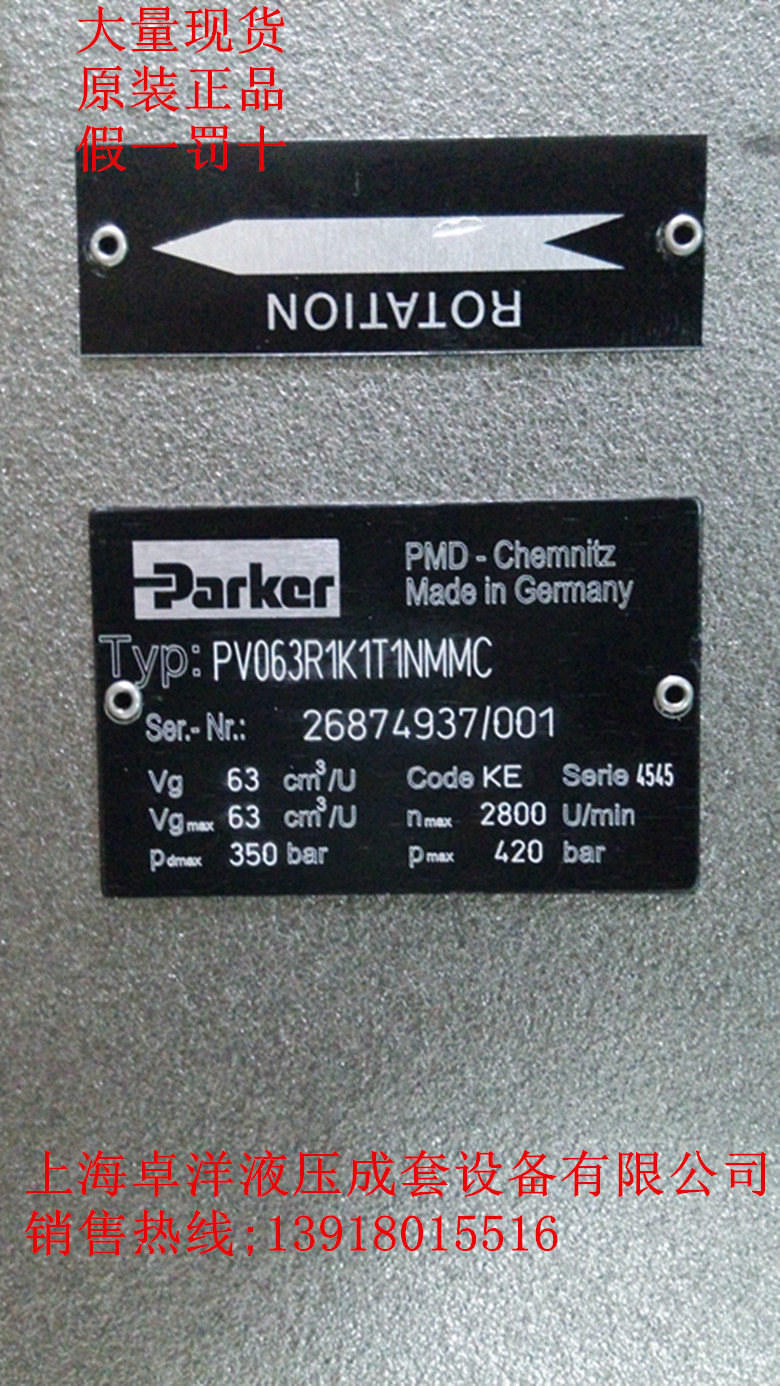 大量现货
原装正品
假一罚十
ROTATION
Parker
PMD - Chemnitz
Made in Germany
Typ: PV063R1K1T1NMMC
Ser.- Nr.: 26874937/001
Vg 63 cm³/U Code KE Serie 4545
Vgmax 63 cm³/U nmax 2800 U/min
pdmax 350 bar pmax 420 bar
上海卓洋液压成套设备有限公司
销售热线;13918015516